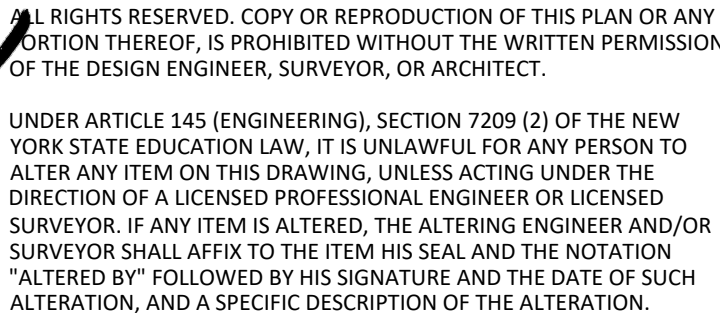 ALL RIGHTS RESERVED. COPY OR REPRODUCTION OF THIS PLAN OR ANY
PORTION THEREOF, IS PROHIBITED WITHOUT THE WRITTEN PERMISSION
OF THE DESIGN ENGINEER, SURVEYOR, OR ARCHITECT.
UNDER ARTICLE 145 (ENGINEERING), SECTION 7209 (2) OF THE NEW
YORK STATE EDUCATION LAW, IT IS UNLAWFUL FOR ANY PERSON TO
ALTER ANY ITEM ON THIS DRAWING, UNLESS ACTING UNDER THE
DIRECTION OF A LICENSED PROFESSIONAL ENGINEER OR LICENSED
SURVEYOR. IF ANY ITEM IS ALTERED, THE ALTERING ENGINEER AND/OR
SURVEYOR SHALL AFFIX TO THE ITEM HIS SEAL AND THE NOTATION
"ALTERED BY" FOLLOWED BY HIS SIGNATURE AND THE DATE OF SUCH
ALTERATION, AND A SPECIFIC DESCRIPTION OF THE ALTERATION.